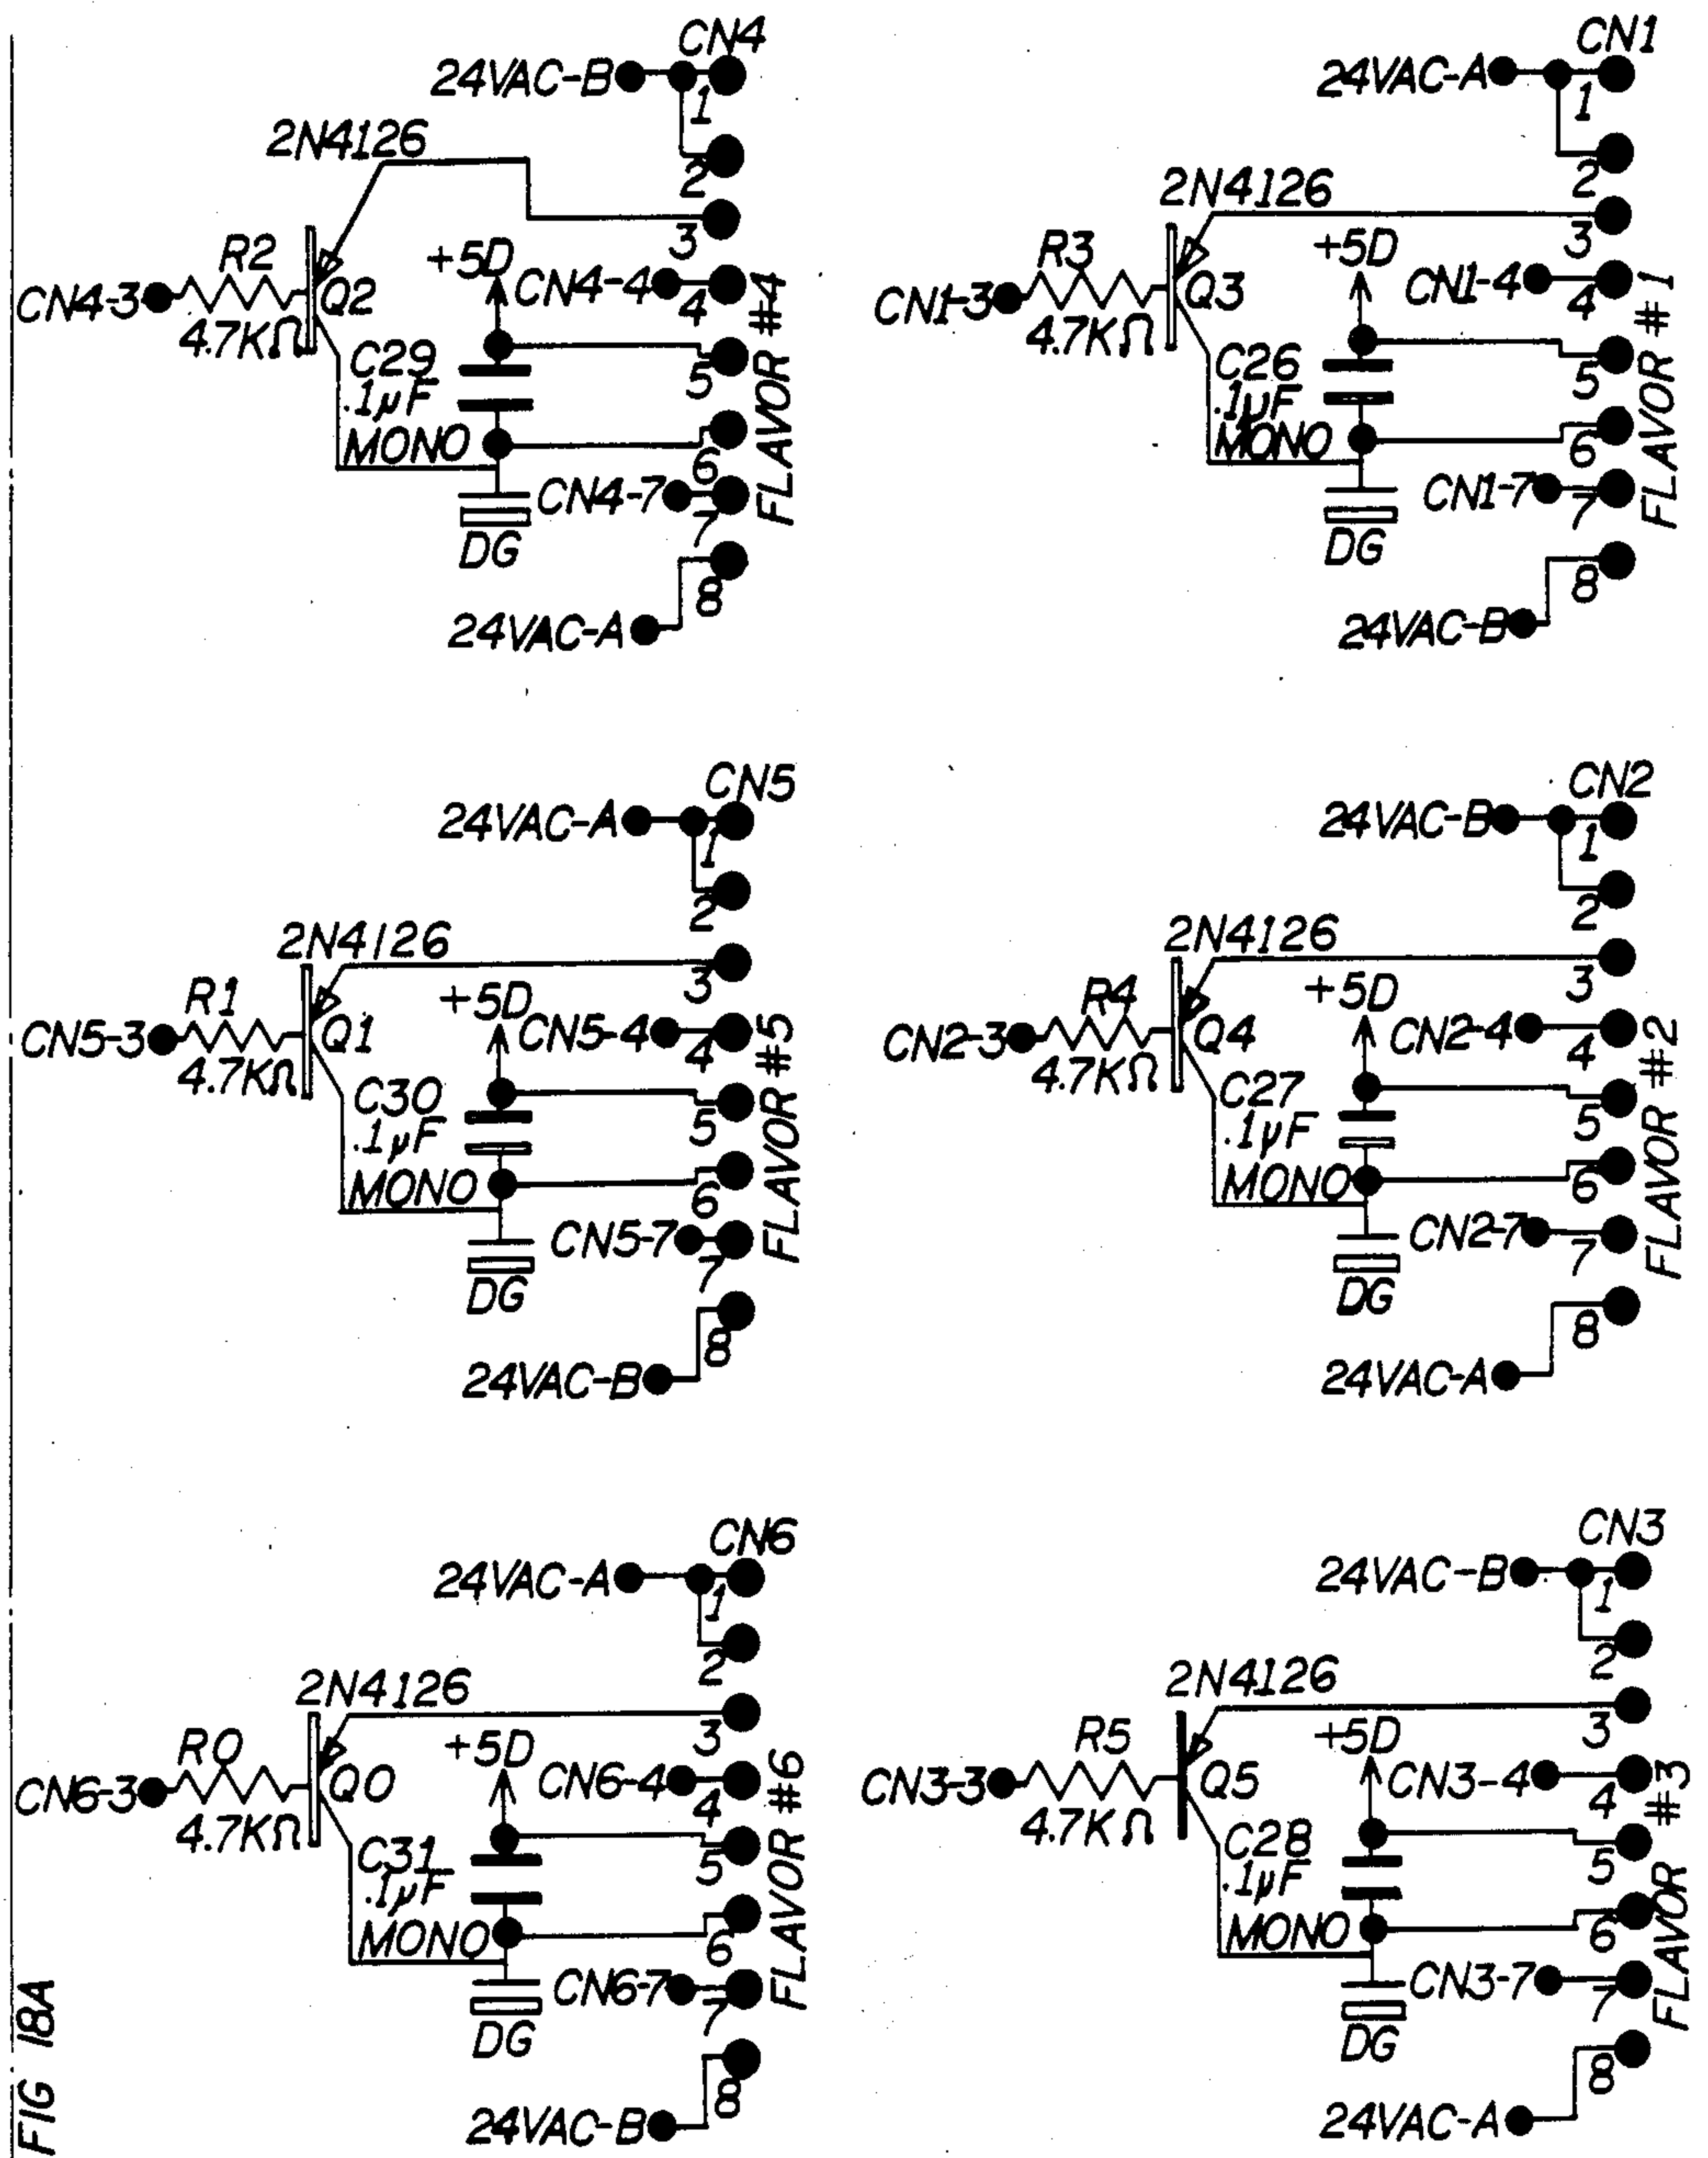 CN4
24VAC-B
1
2
2N4126
3
R2
+5D
CN4-3
Q2
CN4-4
4
4.7KΩ
C29
.1µF
MONO
5
6
CN4-7
7
DG
8
24VAC-A
FLAVOR #4
CN1
24VAC-A
1
2
2N4126
3
R3
+5D
CN1-3
Q3
CN1-4
4
4.7KΩ
C26
.1µF
MONO
5
6
CN1-7
7
DG
8
24VAC-B
FLAVOR #1
CN5
24VAC-A
1
2
2N4126
3
R1
+5D
CN5-3
Q1
CN5-4
4
4.7KΩ
C30
.1µF
MONO
5
6
CN5-7
7
DG
8
24VAC-B
FLAVOR #5
CN2
24VAC-B
1
2
2N4126
3
R4
+5D
CN2-3
Q4
CN2-4
4
4.7KΩ
C27
.1µF
MONO
5
6
CN2-7
7
DG
8
24VAC-A
FLAVOR #2
CN6
24VAC-A
1
2
2N4126
3
R0
+5D
CN6-3
Q0
CN6-4
4
4.7KΩ
C31
.1µF
MONO
5
6
CN6-7
7
DG
8
24VAC-B
FLAVOR #6
CN3
24VAC-B
1
2
2N4126
3
R5
+5D
CN3-3
Q5
CN3-4
4
4.7KΩ
C28
.1µF
MONO
5
6
CN3-7
7
DG
8
24VAC-A
FLAVOR #3
FIG 18A